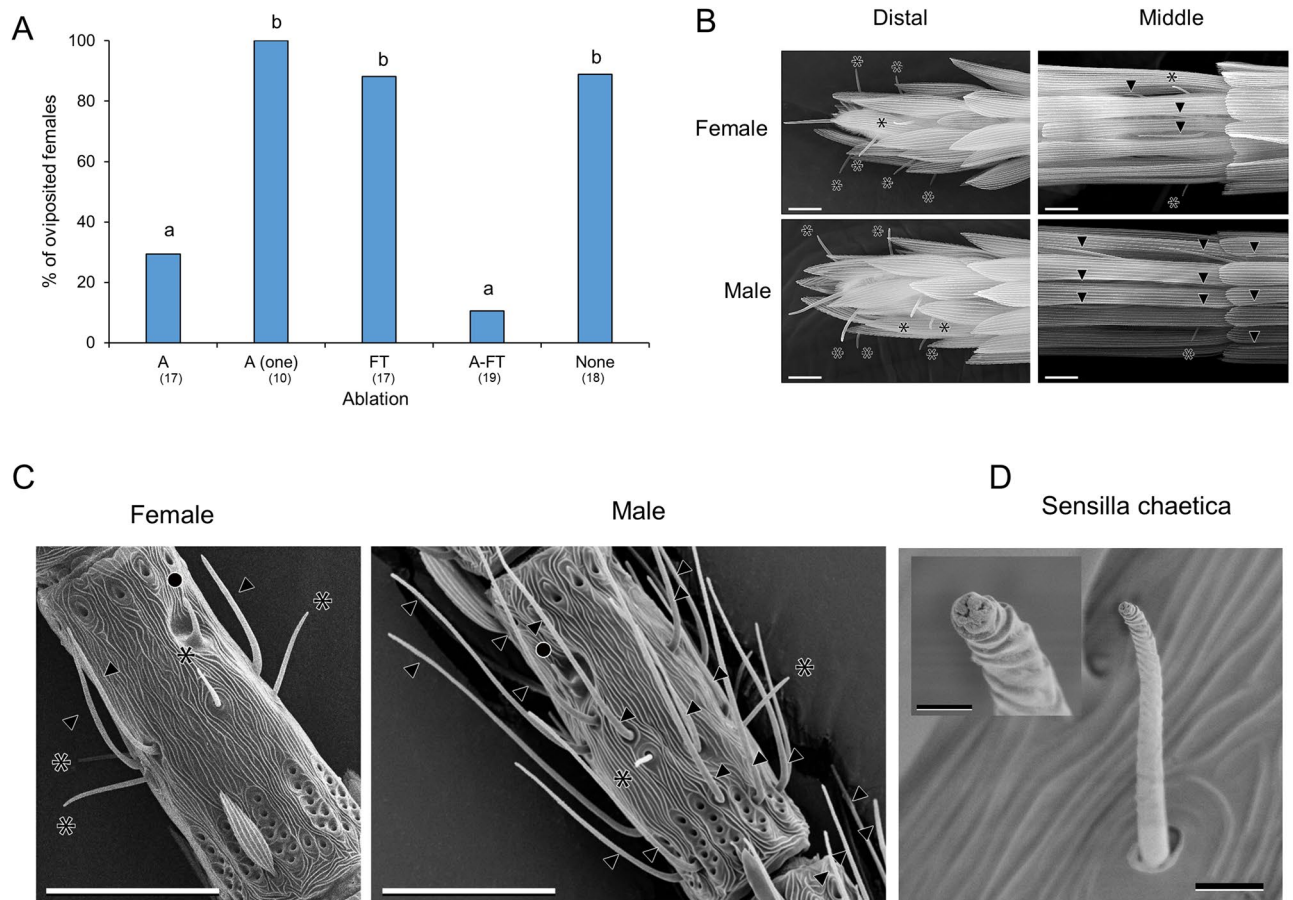 A
% of oviposited females
100
80
60
40
20
0
a
b
b
a
b
A
A (one)
FT
A-FT
None
(17)
(10)
(17)
(19)
(18)
Ablation
B
Distal
Middle
Female
Male
C
Female
Male
D
Sensilla chaetica